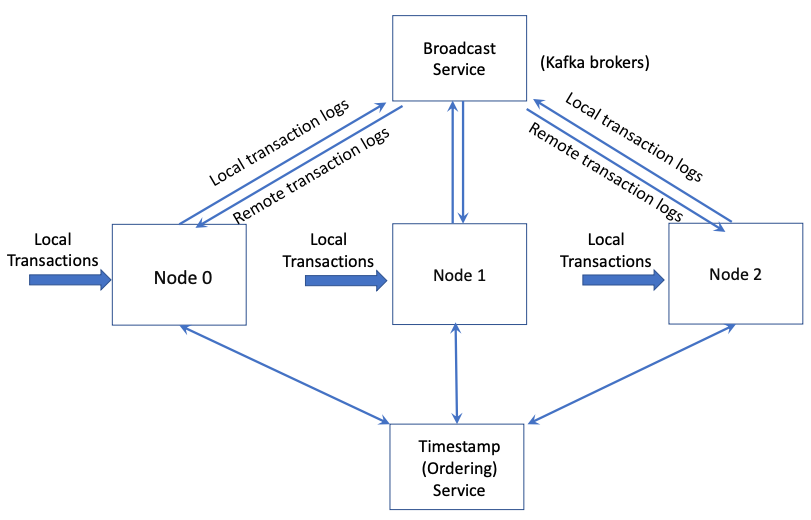 Broadcast
Service
(Kafka brokers)
Local transaction logs
Remote transaction logs
Local transaction logs
Remote transaction logs
Local
Transactions
Node 0
Local
Transactions
Node 1
Local
Transactions
Node 2
Timestamp
(Ordering)
Service